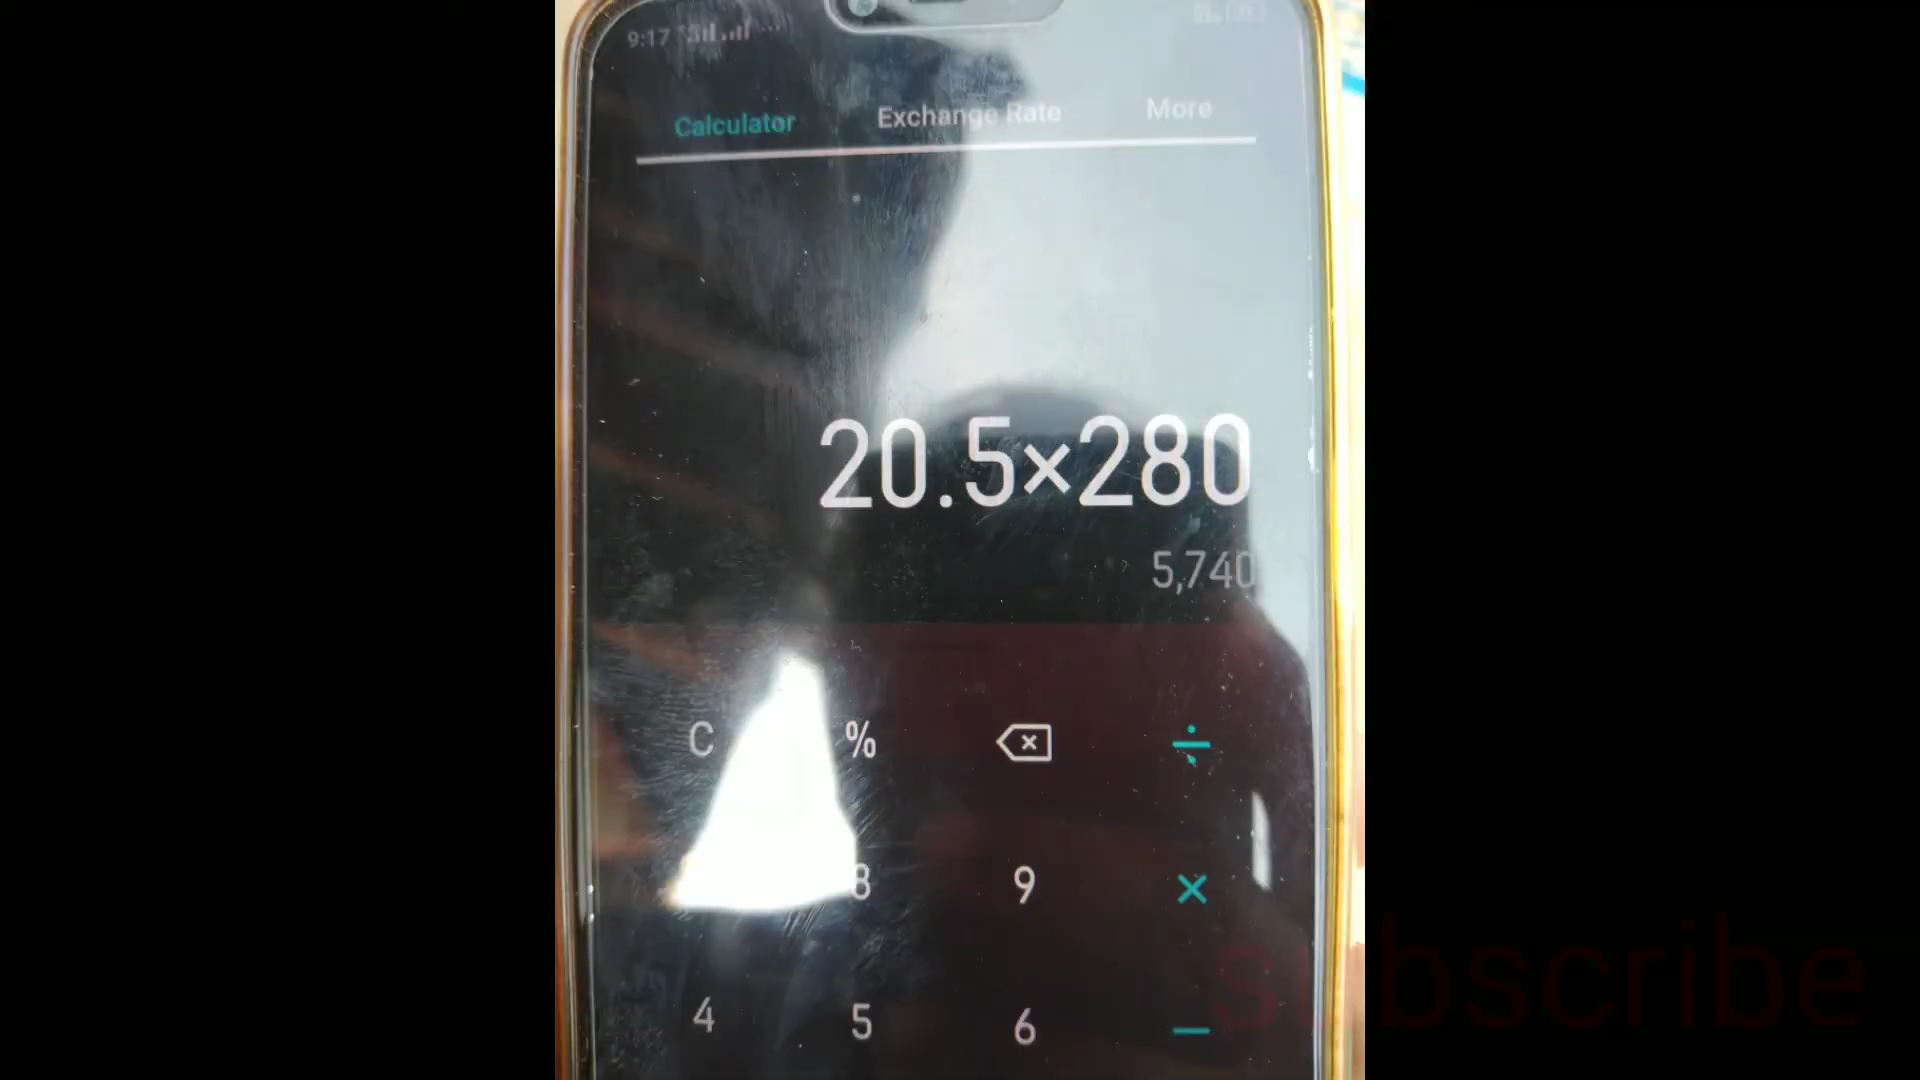 9:17
Calculator Exchange Rate More
20.5×280
5,740
C % ÷
8 9 ×
4 5 6 −
subscribe